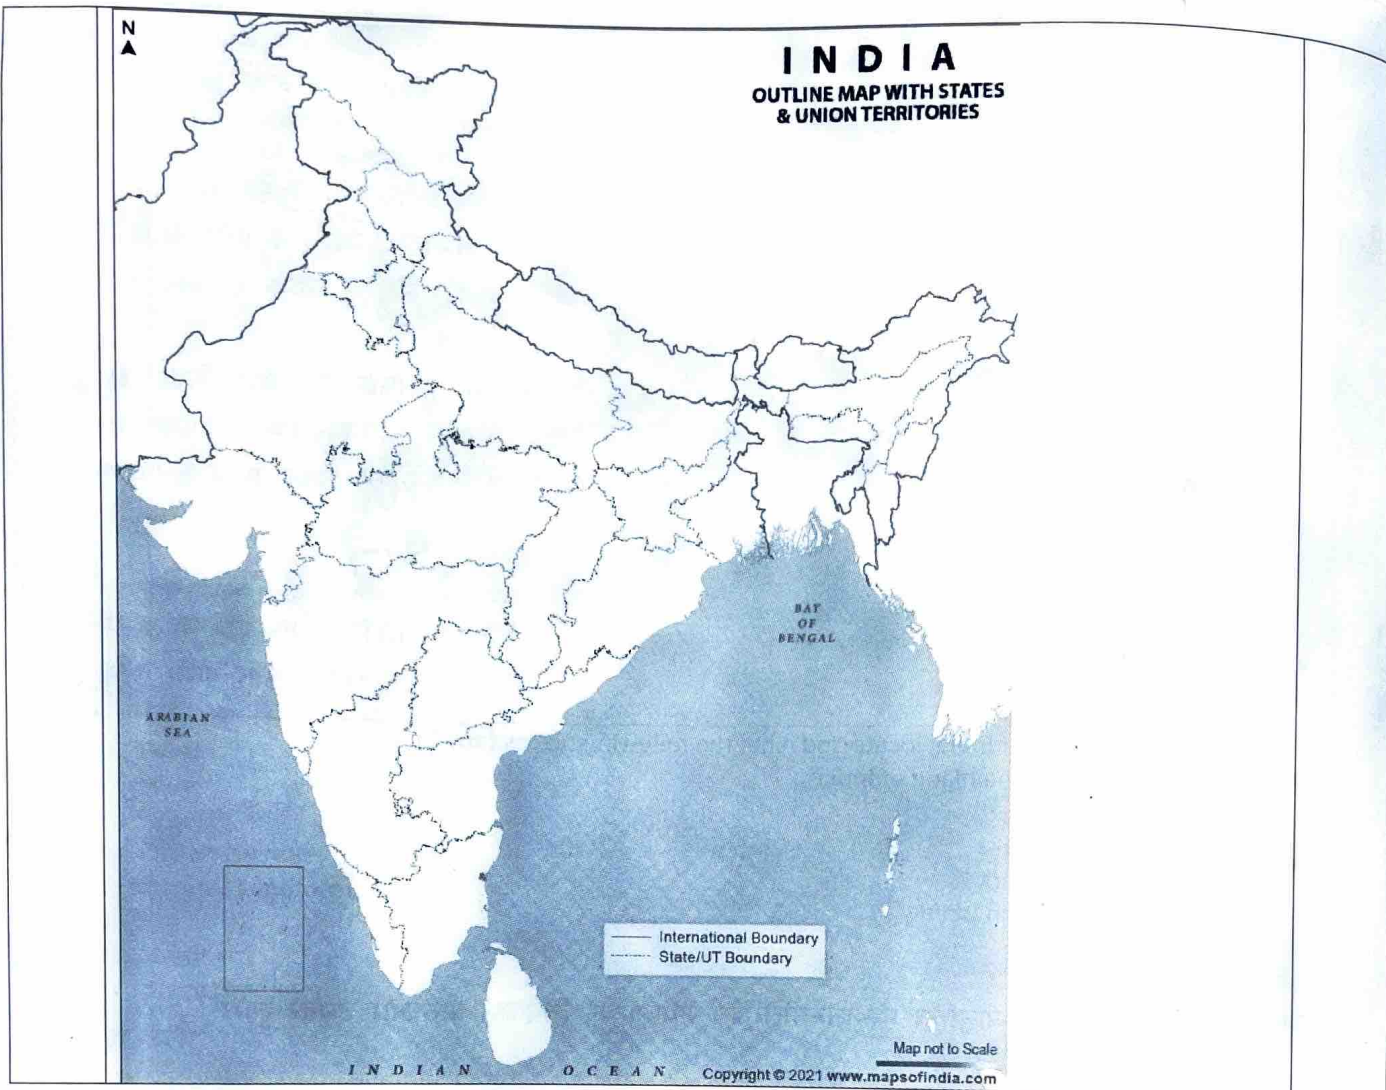 N
INDIA
OUTLINE MAP WITH STATES
& UNION TERRITORIES
BAY
OF
BENGAL
ARABIAN
SEA
International Boundary
State/UT Boundary
Map not to Scale
INDIAN OCEAN
Copyright © 2021 www.mapsofindia.com